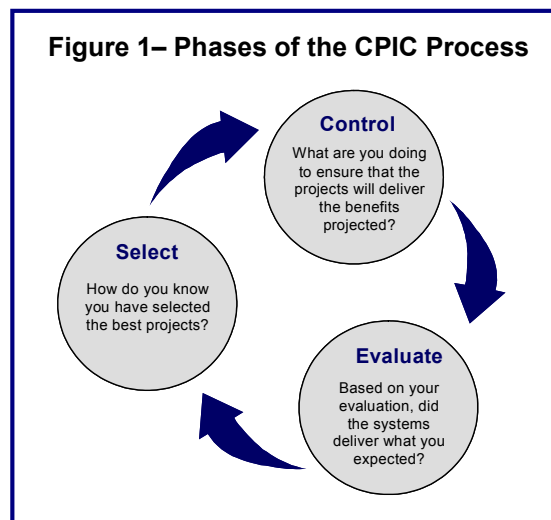 Figure 1– Phases of the CPIC Process
Control
What are you doing
to ensure that the
projects will deliver
the benefits
projected?
Select
How do you know
you have selected
the best projects?
Evaluate
Based on your
evaluation, did
the systems
deliver what you
expected?